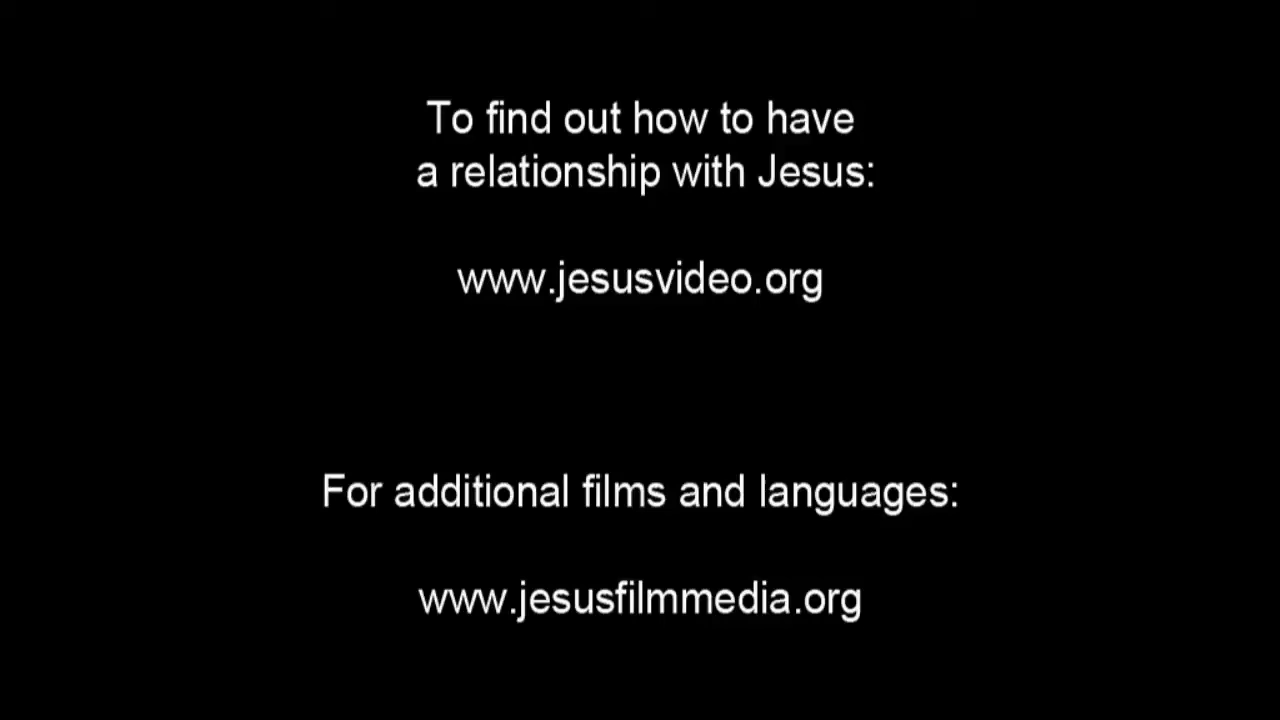 To find out how to have
a relationship with Jesus:
www.jesusvideo.org
For additional films and languages:
www.jesusfilmmedia.org